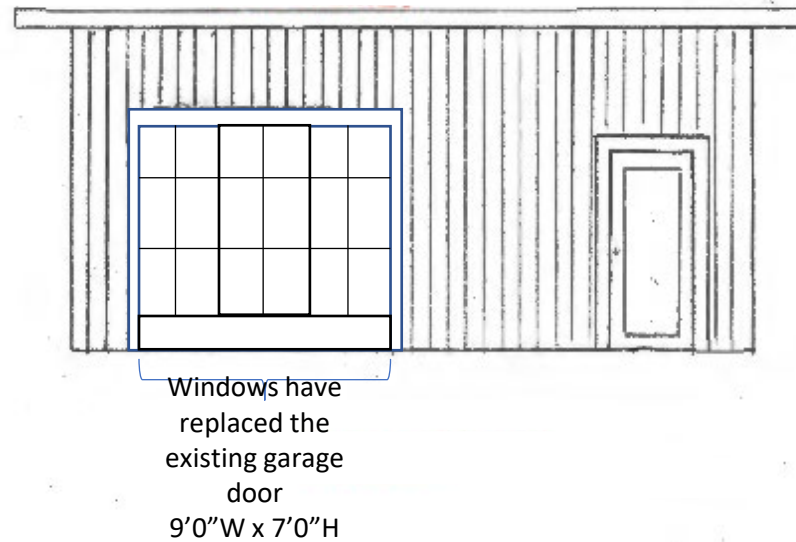 Windows have
replaced the
existing garage
door
9’0”W x 7’0”H